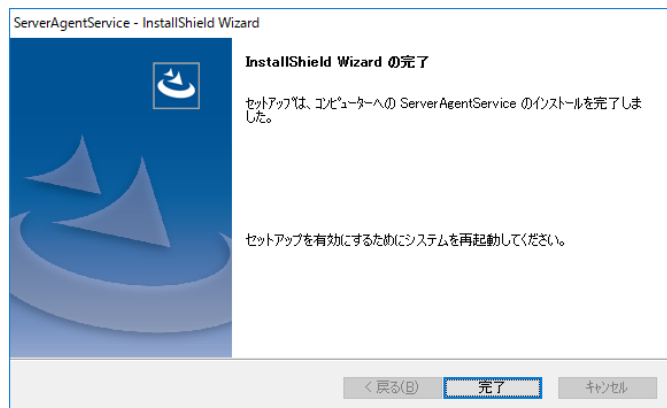 ServerAgentService - InstallShield Wizard
InstallShield Wizard の完了
セットアップは、コンピューターへの ServerAgentService のインストールを完了しま
した。
セットアップを有効にするためにシステムを再起動してください。
< 戻る(B)
完了
キャンセル